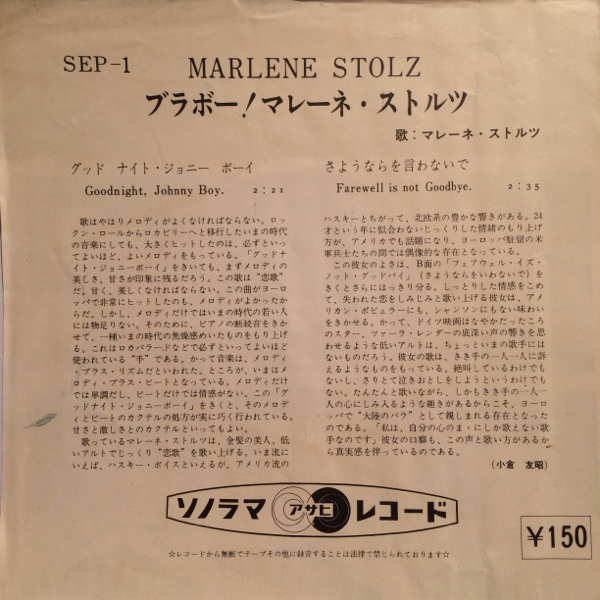 SEP-1
MARLENE STOLZ
ブラボー!マレーネ・ストルツ
歌:マレーネ・ストルツ
グッド ナイト・ジョニー ボーイ
Goodnight, Johnny Boy. 2:21
歌はやはりメロディがよくなければならない。ロッ
クン・ロールからロカビリーへと移行したいまの時代
の音楽にしても、大きくヒットしたのは、必ずといっ
てよいほど、よいメロディをもっている。「グッドナ
イト・ジョニーボーイ」をきいても、まずメロディの
美しさ、甘さが印象に残るだろう。この歌は"恋歌"
だ。甘く、美しくなければならない。この曲がヨーロ
ッパで非常にヒットしたのも、メロディがよかったか
らだ。しかし、メロディだけではいまの時代の若い人
には物足りない。そのために、ピアノの断続音をきか
せて、一種いまの時代の焦燥感めいたものをもり上げ
る。これはロカバラードなどで必ずといってよいほど
使われている"手"である。かって音楽は、メロディ
・プラス・リズムだといわれた。ところが、いまはメ
ロディ・プラス・ビートとなっている。メロディだけ
では単調だし、ビートだけでは情感がない。この「グ
ッドナイト・ジョニーボーイ」をきくと、そのメロデ
ィとビートのカクテルの処方が実に巧く行われている。
甘さと激しさとのカクテルといってもよい。
歌っているマレーネ・ストルツは、金髪の美人。低
いアルトでじっくり"恋歌"を歌い上げる。いま流に
いえば、ハスキー・ボイスといえるが、アメリカ流の
さようならを言わないで
Farewell is not Goodbye. 2:35
ハスキーとちがって、北欧系の豊かな響きがある。24
才という年に似合わないじっくりした情緒のもり上げ
方が、アメリカでも話題になり、ヨーロッパ駐留の米
軍兵士たちの間では偶像的な存在となっている。
この彼女のよさは、B面の「フェアウェル・イズ・
ノット・グッドバイ」(さようならをいわないで)を
きくとさらにはっきり分る。しっとりした情感をこめ
て、失われた恋をしみじみと歌い上げる彼女は、アメ
リカン・ポピュラーにも、シャンソンにもない味わい
をきかせる。かって、ドイツ映画はなやかだったころ
のスター、ツァーラ・レンダーの底深い声の響きを思
わせるような低いアルトは、ちょっといまの歌手には
ないものだろう。彼女の歌は、きき手の一人一人に訴
えるようなものをもっている。絶叫しているわけでも
ないし、さりとて泣きおとしをしようというわけでも
ない。たんたんと歌いながら、しかもきき手の一人一
人の心にしみ入るような趣きがあるからこそ、ヨーロ
ッパで"大陸のバラ"として親しまれる存在となった
のである。「私は、自分の心のまゝにしか歌えない歌
手なのです」彼女の口癖も、この声と歌い方があるか
ら真実感を伴っているのである。
(小倉 友昭)
ソノラマ アサヒ レコード
¥150
☆レコードから無断でテープその他に録音することは法律で禁じられております☆